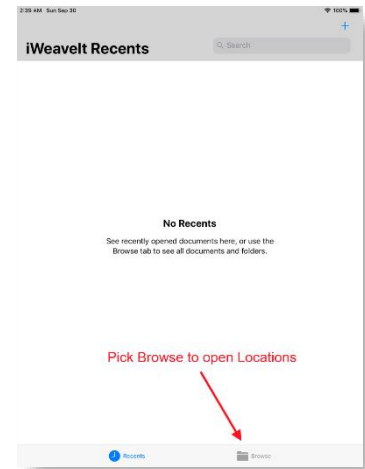 2:39 AM Sun Sep 30
100%
+
iWeaveIt Recents
Search
No Recents
See recently opened documents here, or use the
Browse tab to see all documents and folders.
Pick Browse to open Locations
Recents
Browse